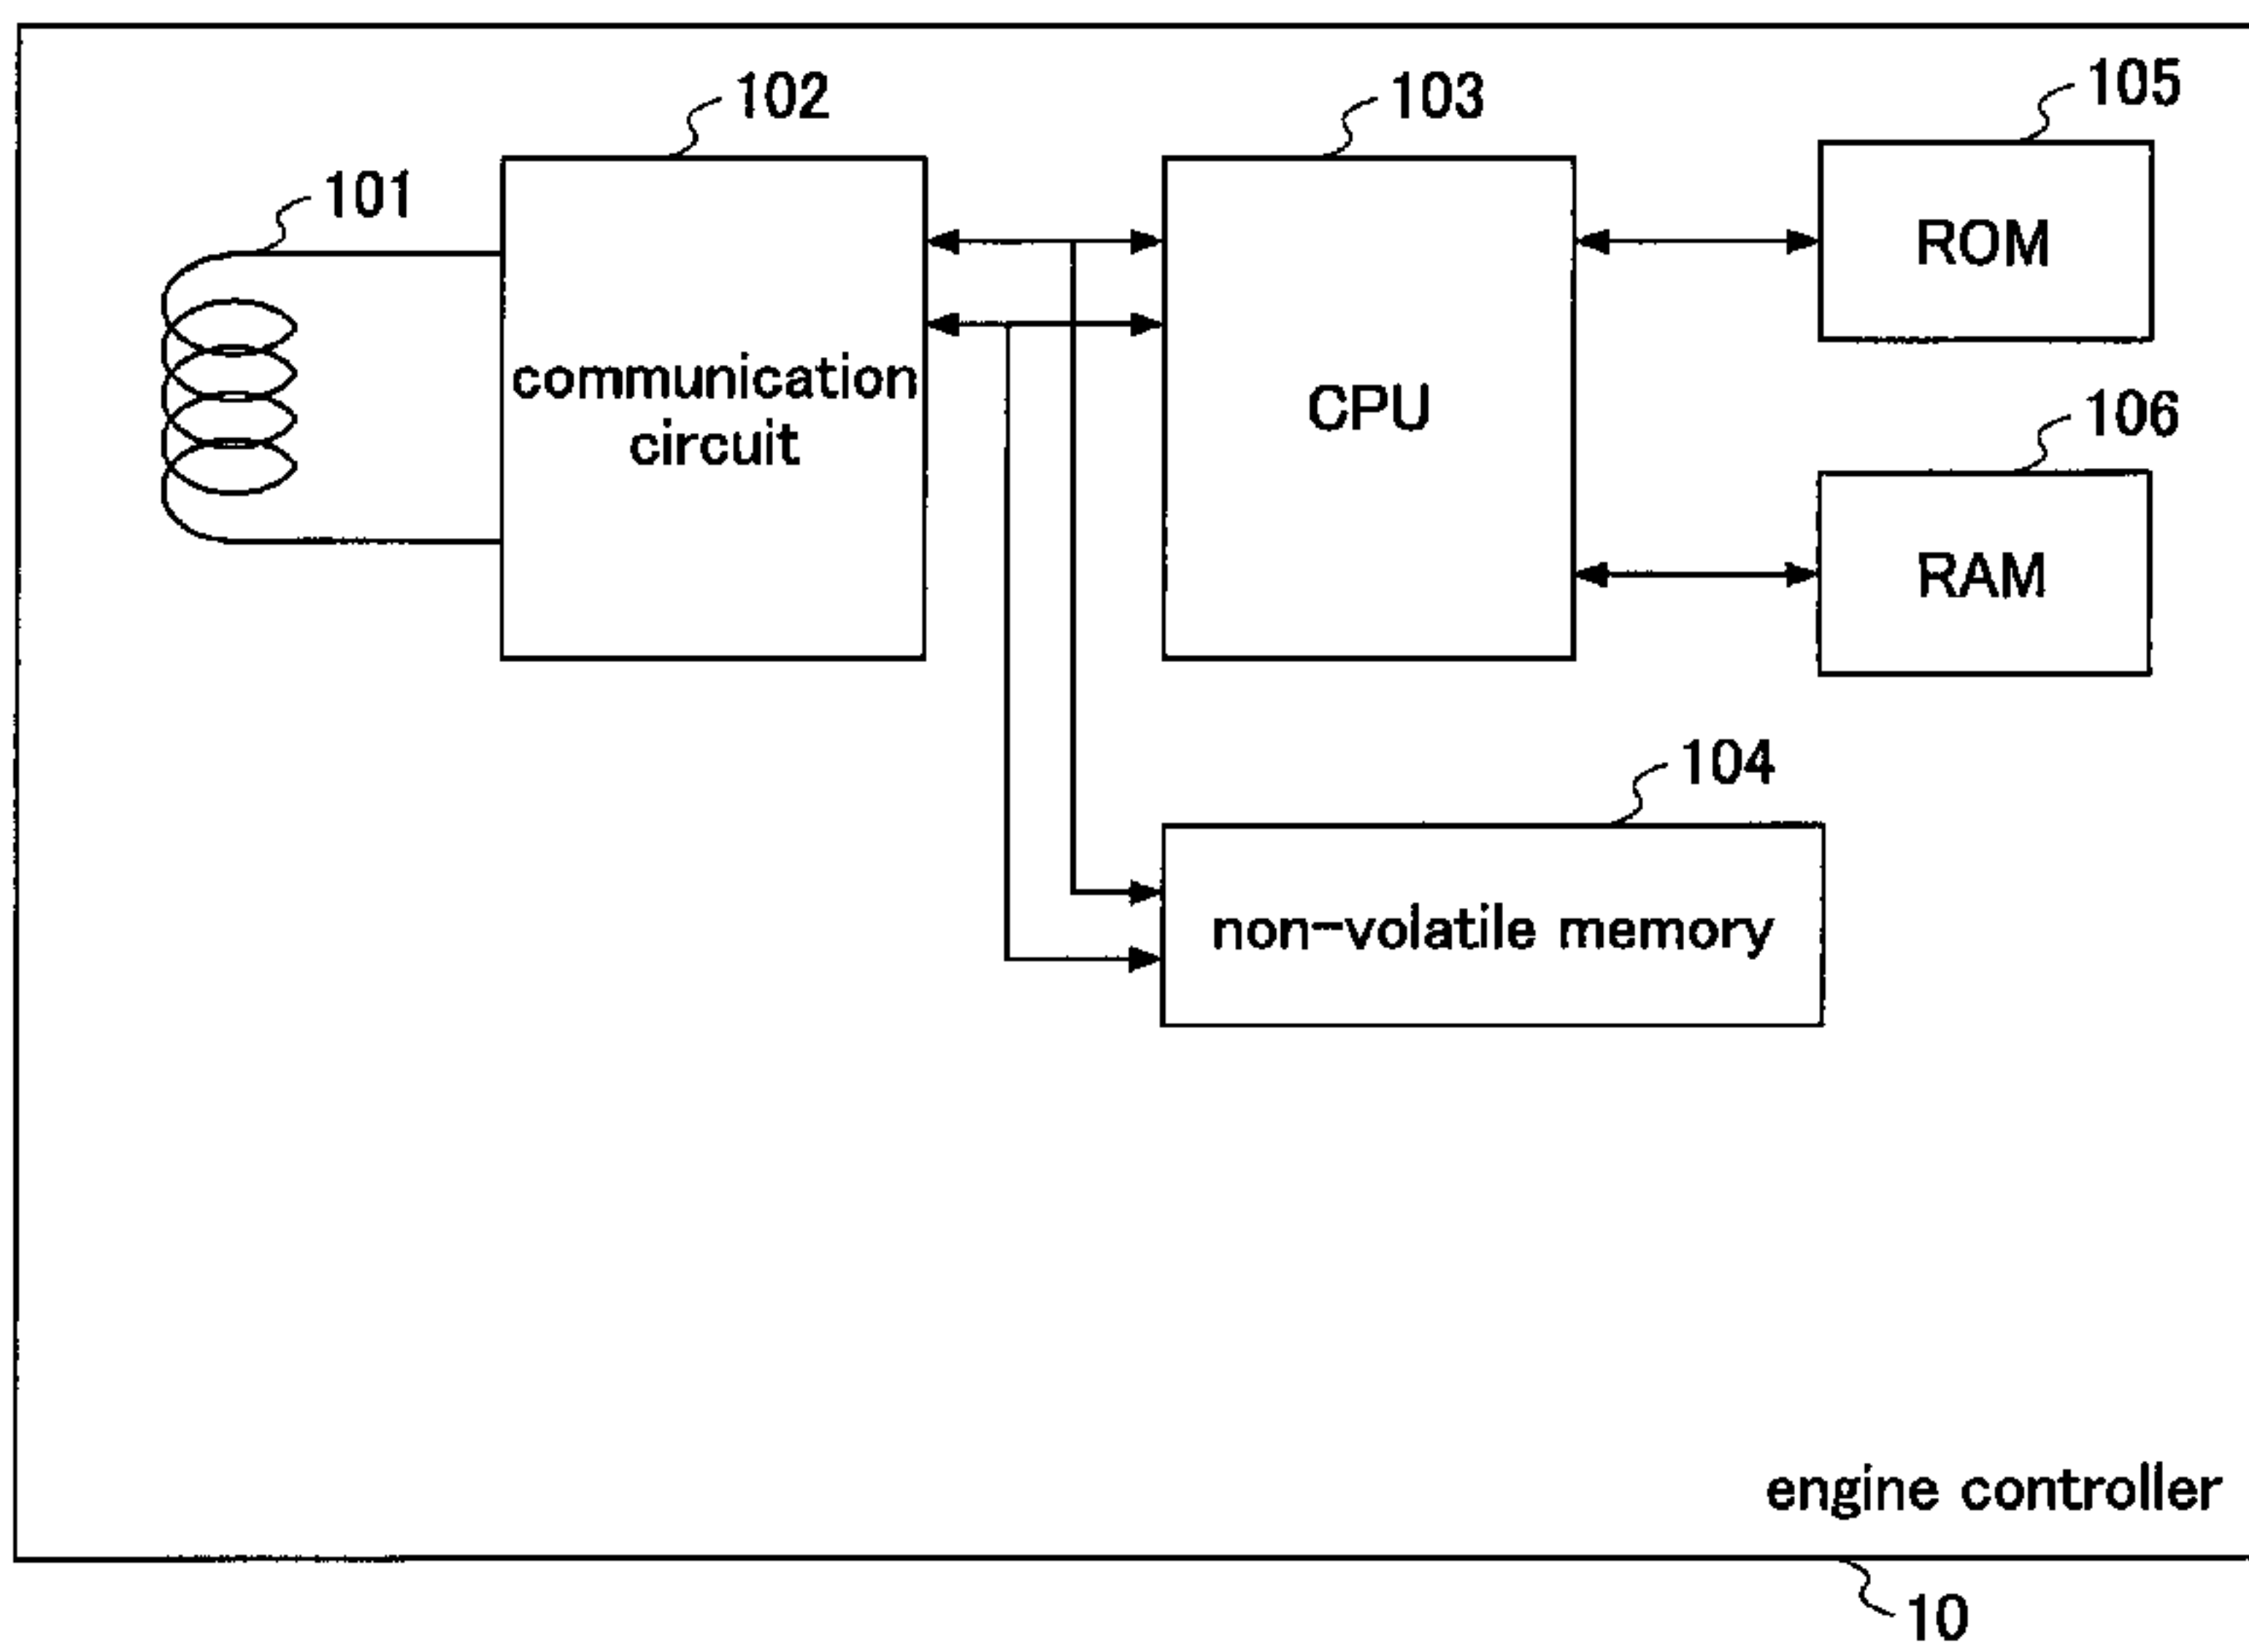 102
103
105
101
ROM
communication
circuit
CPU
106
RAM
104
non-volatile memory
engine controller
10